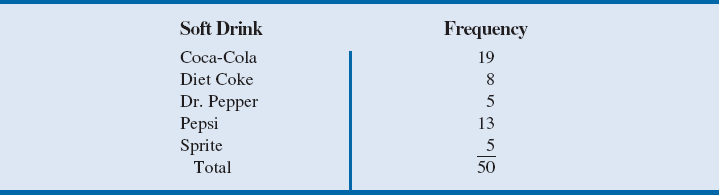 Soft Drink Frequency
Coca-Cola 19
Diet Coke 8
Dr. Pepper 5
Pepsi 13
Sprite 5
Total 50